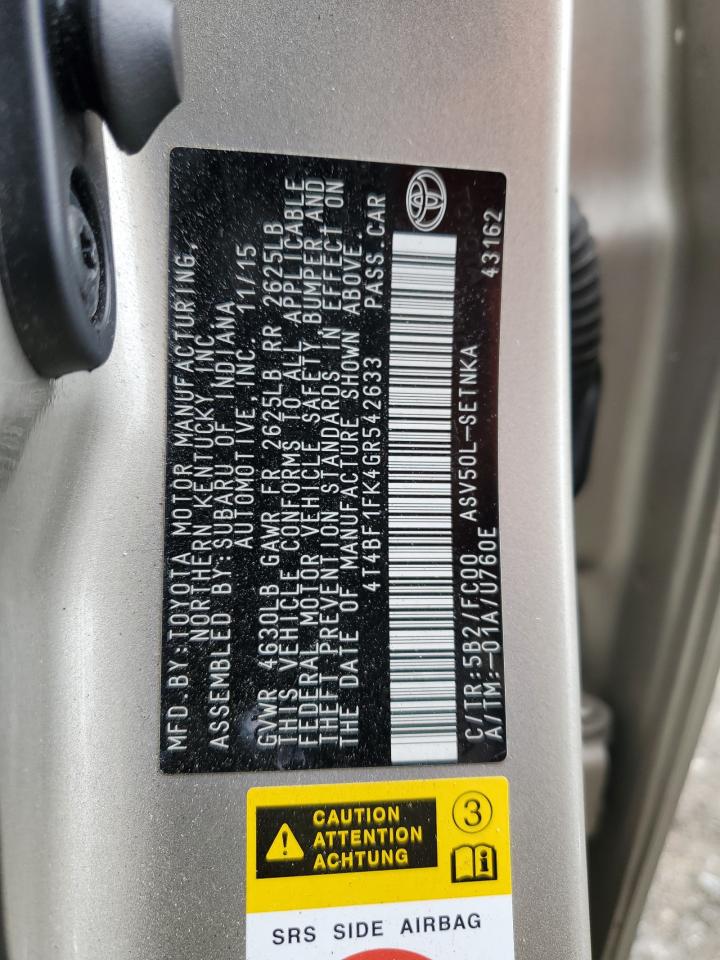 MFD.BY:TOYOTA MOTOR MANUFACTURING,
NORTHERN KENTUCKY INC.
ASSEMBLED BY:SUBARU OF INDIANA
AUTOMOTIVE INC. 11/15
GVWR 4630LB GAWR FR 2625LB RR 2625LB
THIS VEHICLE CONFORMS TO ALL APPLICABLE
FEDERAL MOTOR VEHICLE SAFETY, BUMPER AND
THEFT PREVENTION STANDARDS IN EFFECT ON
THE DATE OF MANUFACTURE SHOWN ABOVE.
4T4BF1FK4GR542633 PASS.CAR
C/TR:5B2/FC00 ASV50L-SETNKA 43162
A/TM:-01A/U760E
CAUTION
ATTENTION
ACHTUNG
3
SRS SIDE AIRBAG